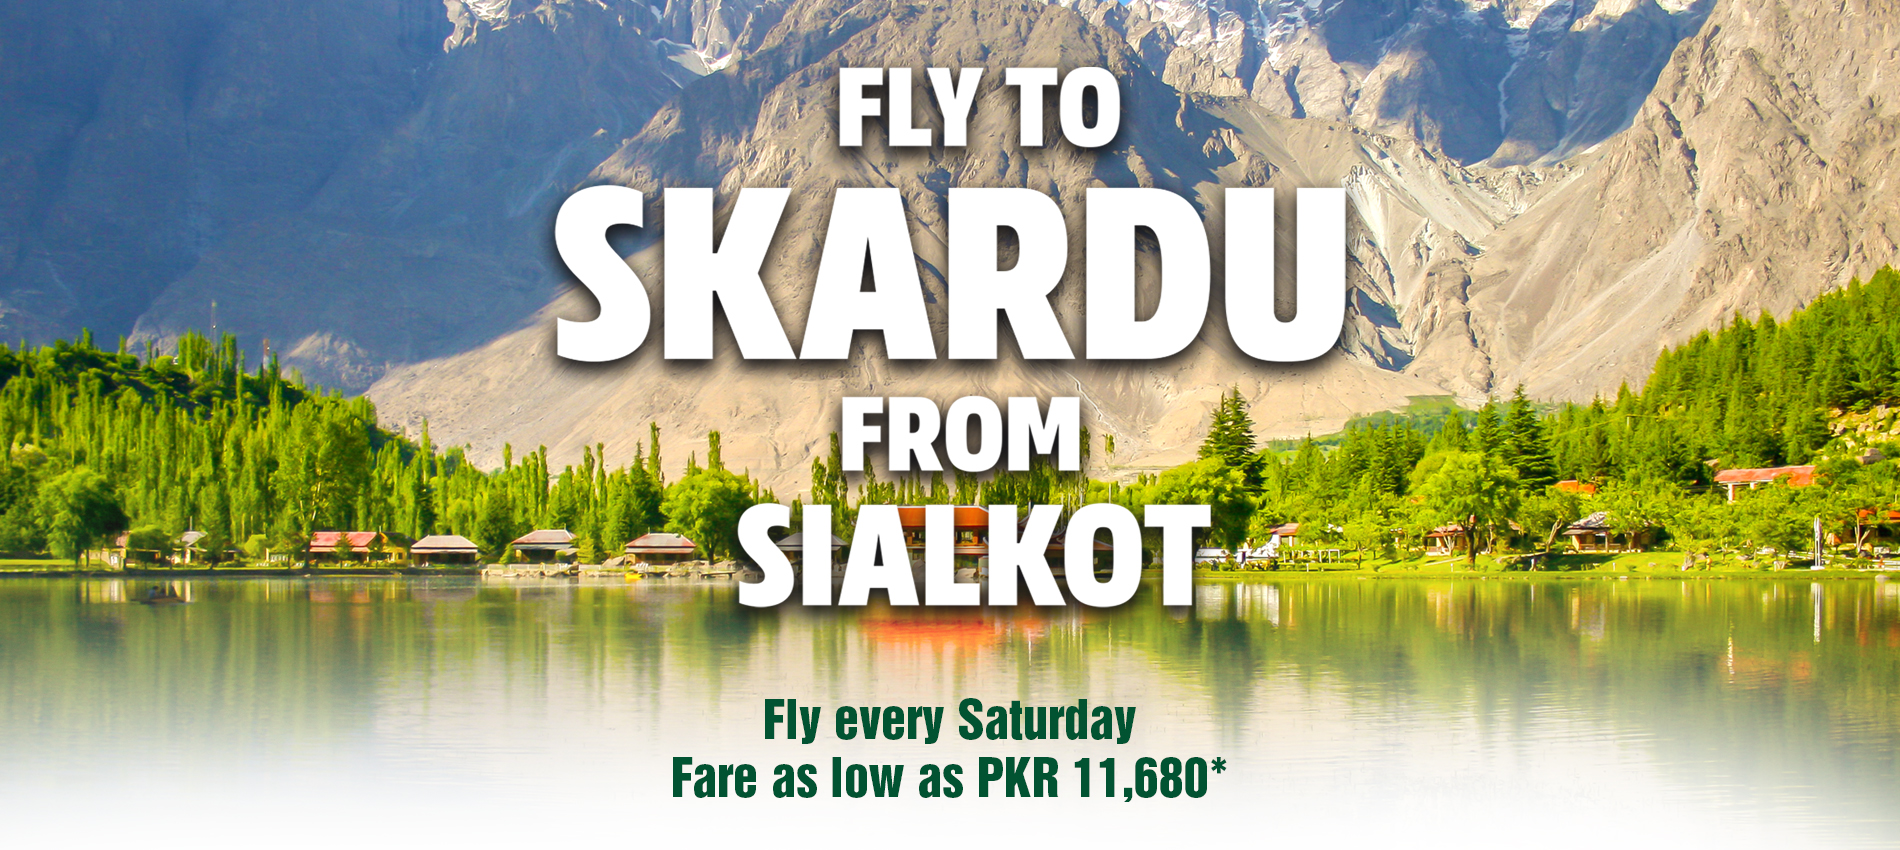 FLY TO
SKARDU
FROM
SIALKOT
Fly every Saturday
Fare as low as PKR 11,680*